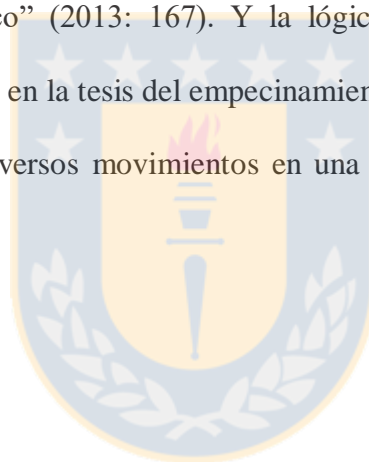 co” (2013: 167). Y la lógic
en la tesis del empecinamien
versos movimientos en una